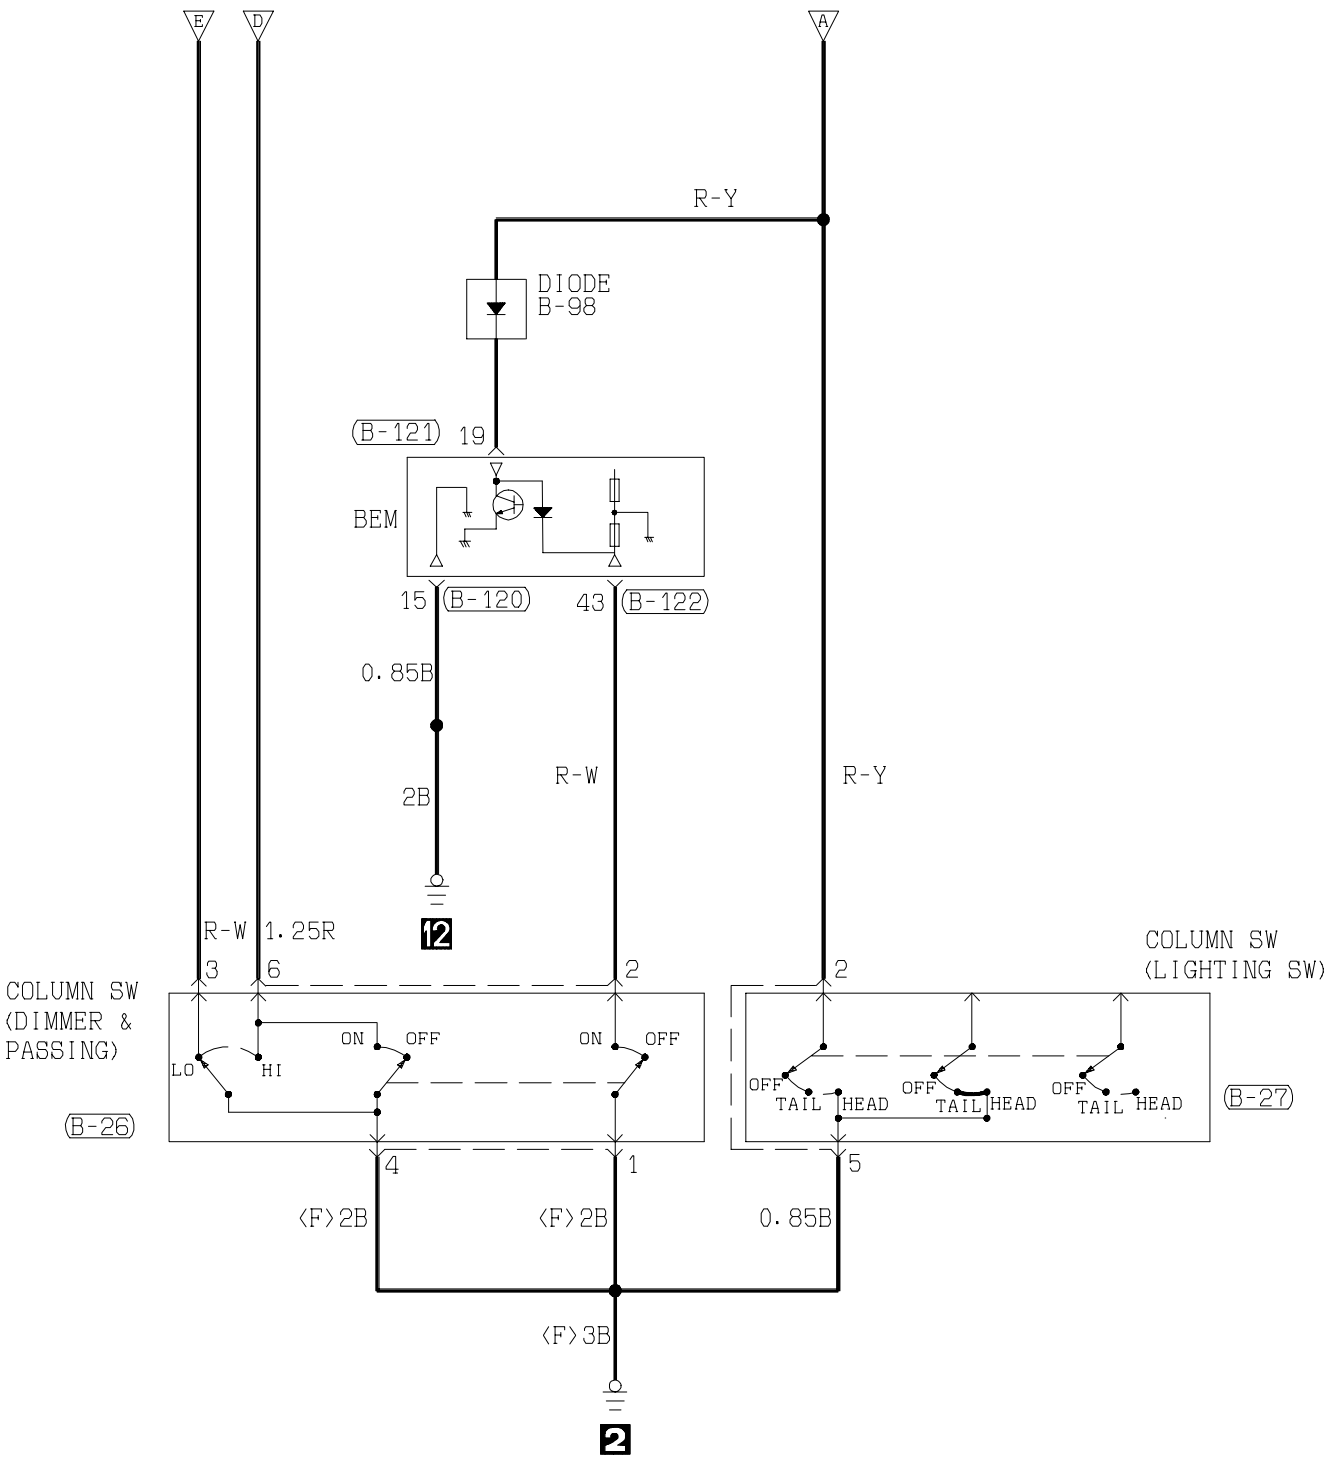 E D A
R-Y
DIODE
B-98
B-121 19
BEM
15 B-120 43 B-122
0.85B
R-W R-Y
2B
12
R-W 1.25R
3 6 2 2
COLUMN SW
(LIGHTING SW)
COLUMN SW
(DIMMER &
PASSING)
ON OFF ON OFF
LO HI
OFF OFF OFF
TAIL HEAD TAIL HEAD TAIL HEAD
B-27
B-26
4 1 5
<F>2B <F>2B 0.85B
<F>3B
2